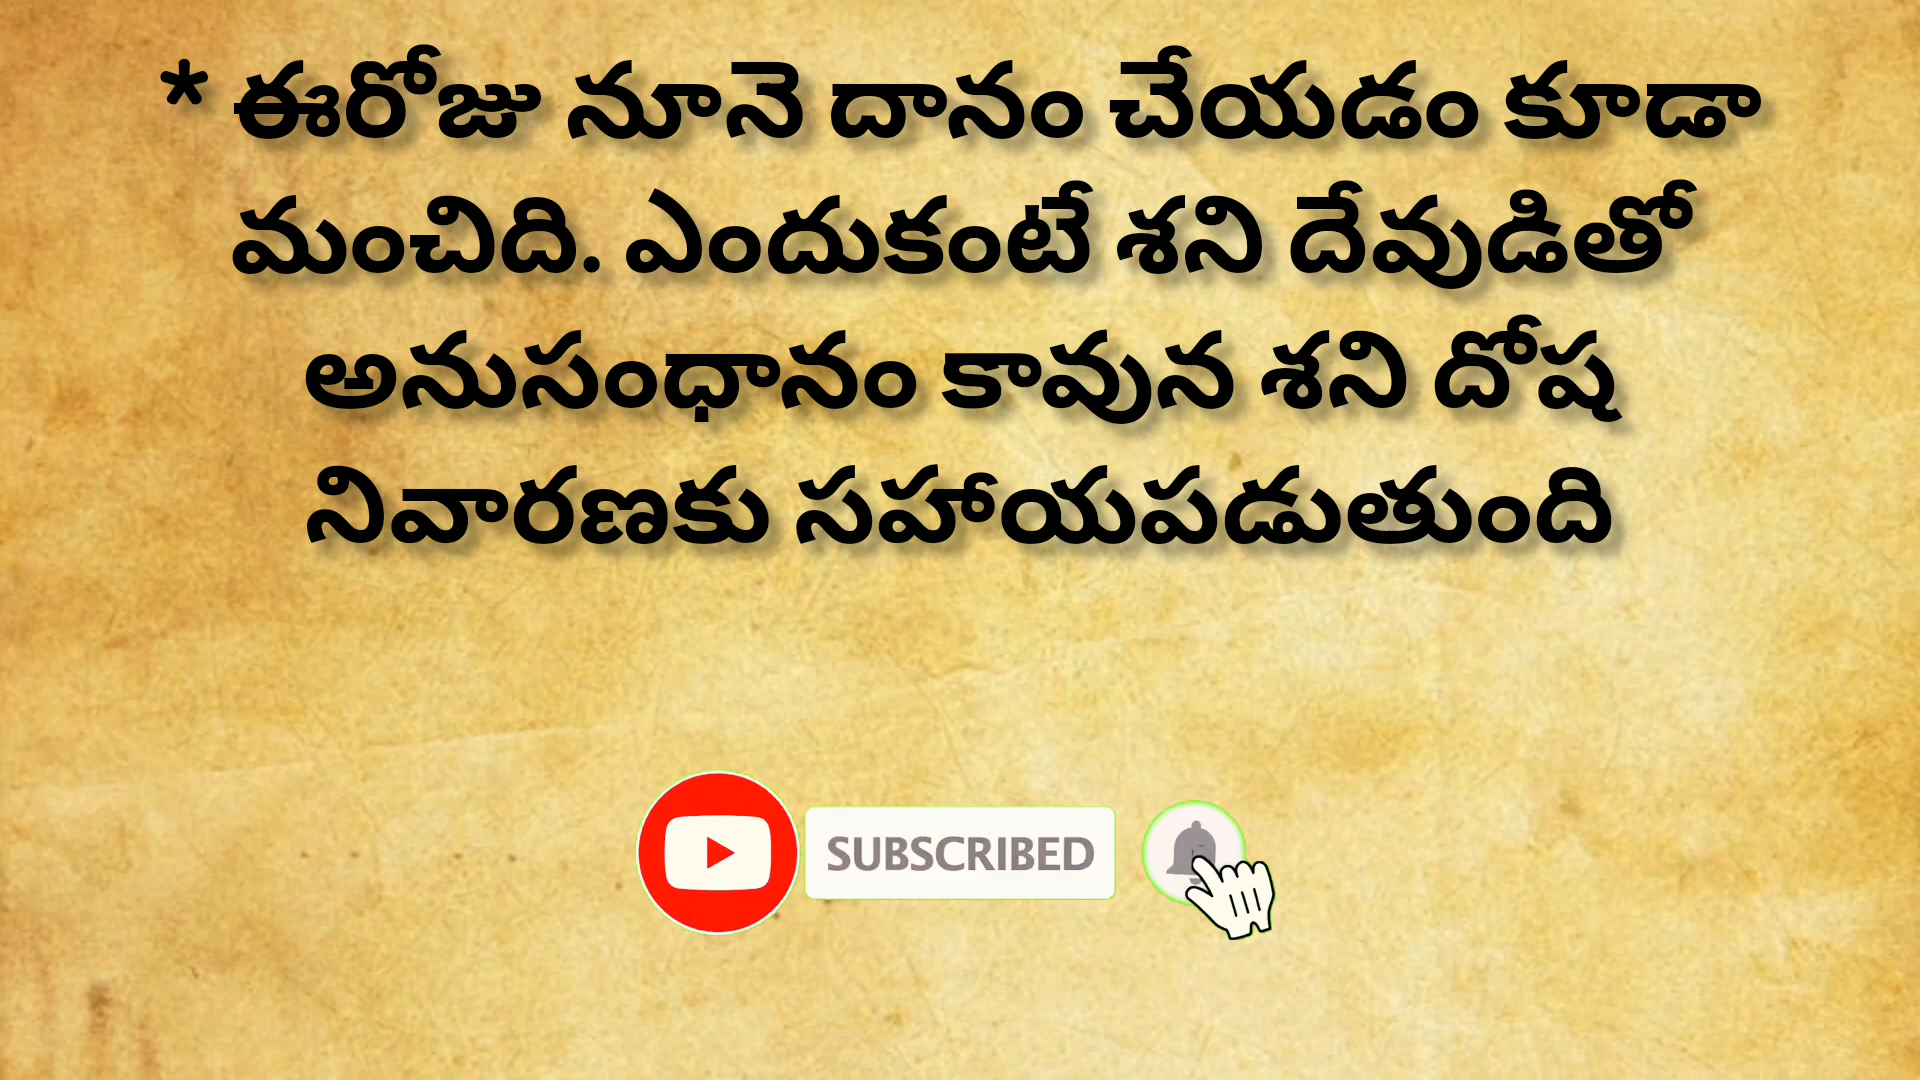 * ఈరోజు నూనె దానం చేయడం కూడా
మంచిది. ఎందుకంటే శని దేవుడితో
అనుసంధానం కావున శని దోష
నివారణకు సహాయపడుతుంది
SUBSCRIBED